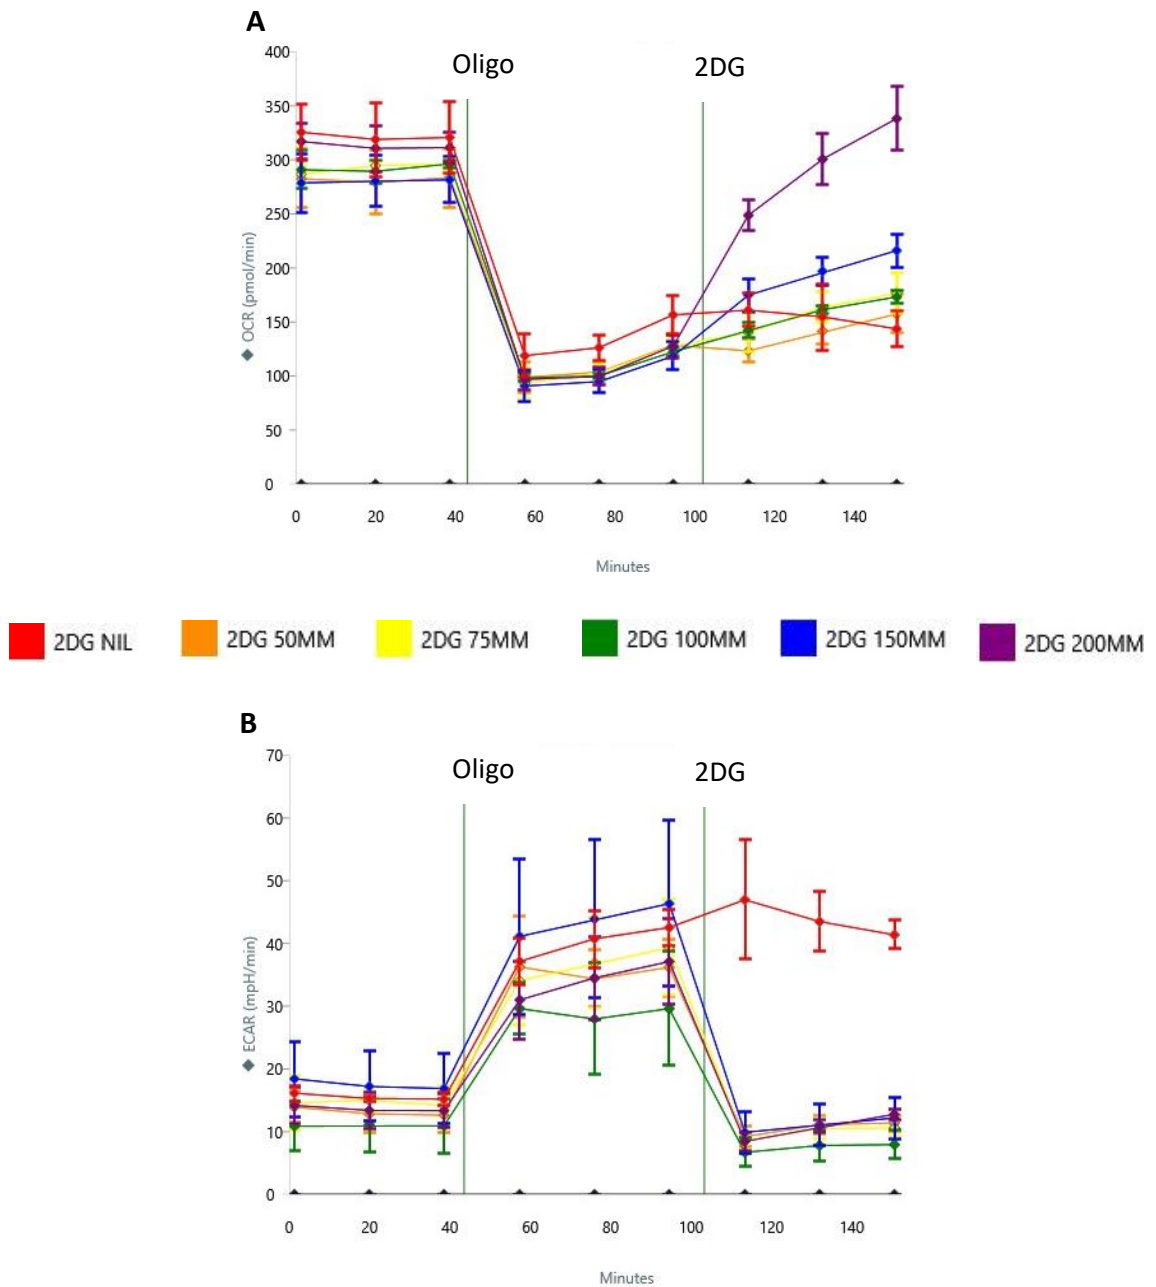 A
Oligo 2DG
400
350
300
250
200
150
100
50
0
◆ OCR (pmol/min)
0 20 40 60 80 100 120 140
Minutes
2DG NIL 2DG 50MM 2DG 75MM 2DG 100MM 2DG 150MM 2DG 200MM
B
Oligo 2DG
70
60
50
40
30
20
10
0
◆ ECAR (mpH/min)
0 20 40 60 80 100 120 140
Minutes